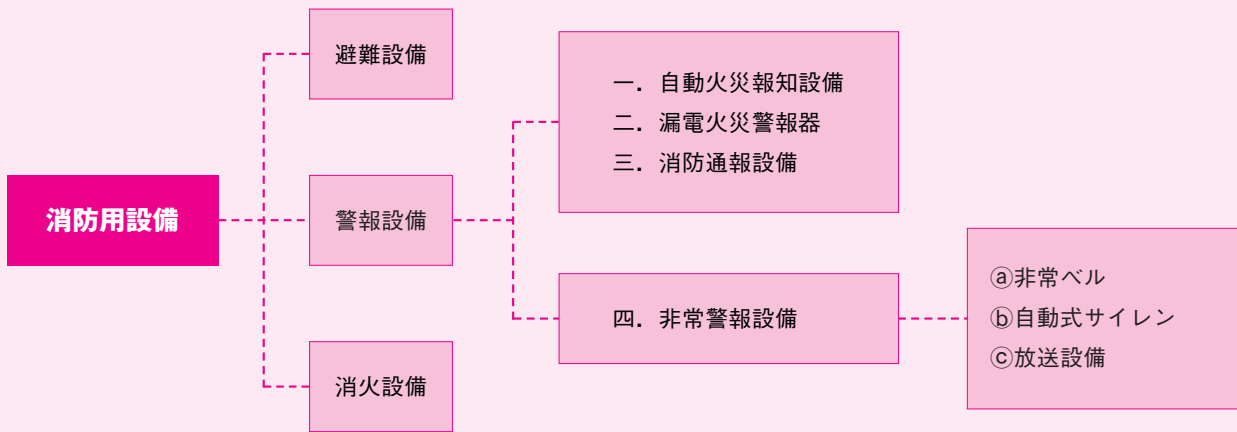 消防用設備
避難設備
警報設備
消火設備
一．自動火災報知設備
二．漏電火災警報器
三．消防通報設備
四．非常警報設備
ⓐ非常ベル
ⓑ自動式サイレン
ⓒ放送設備